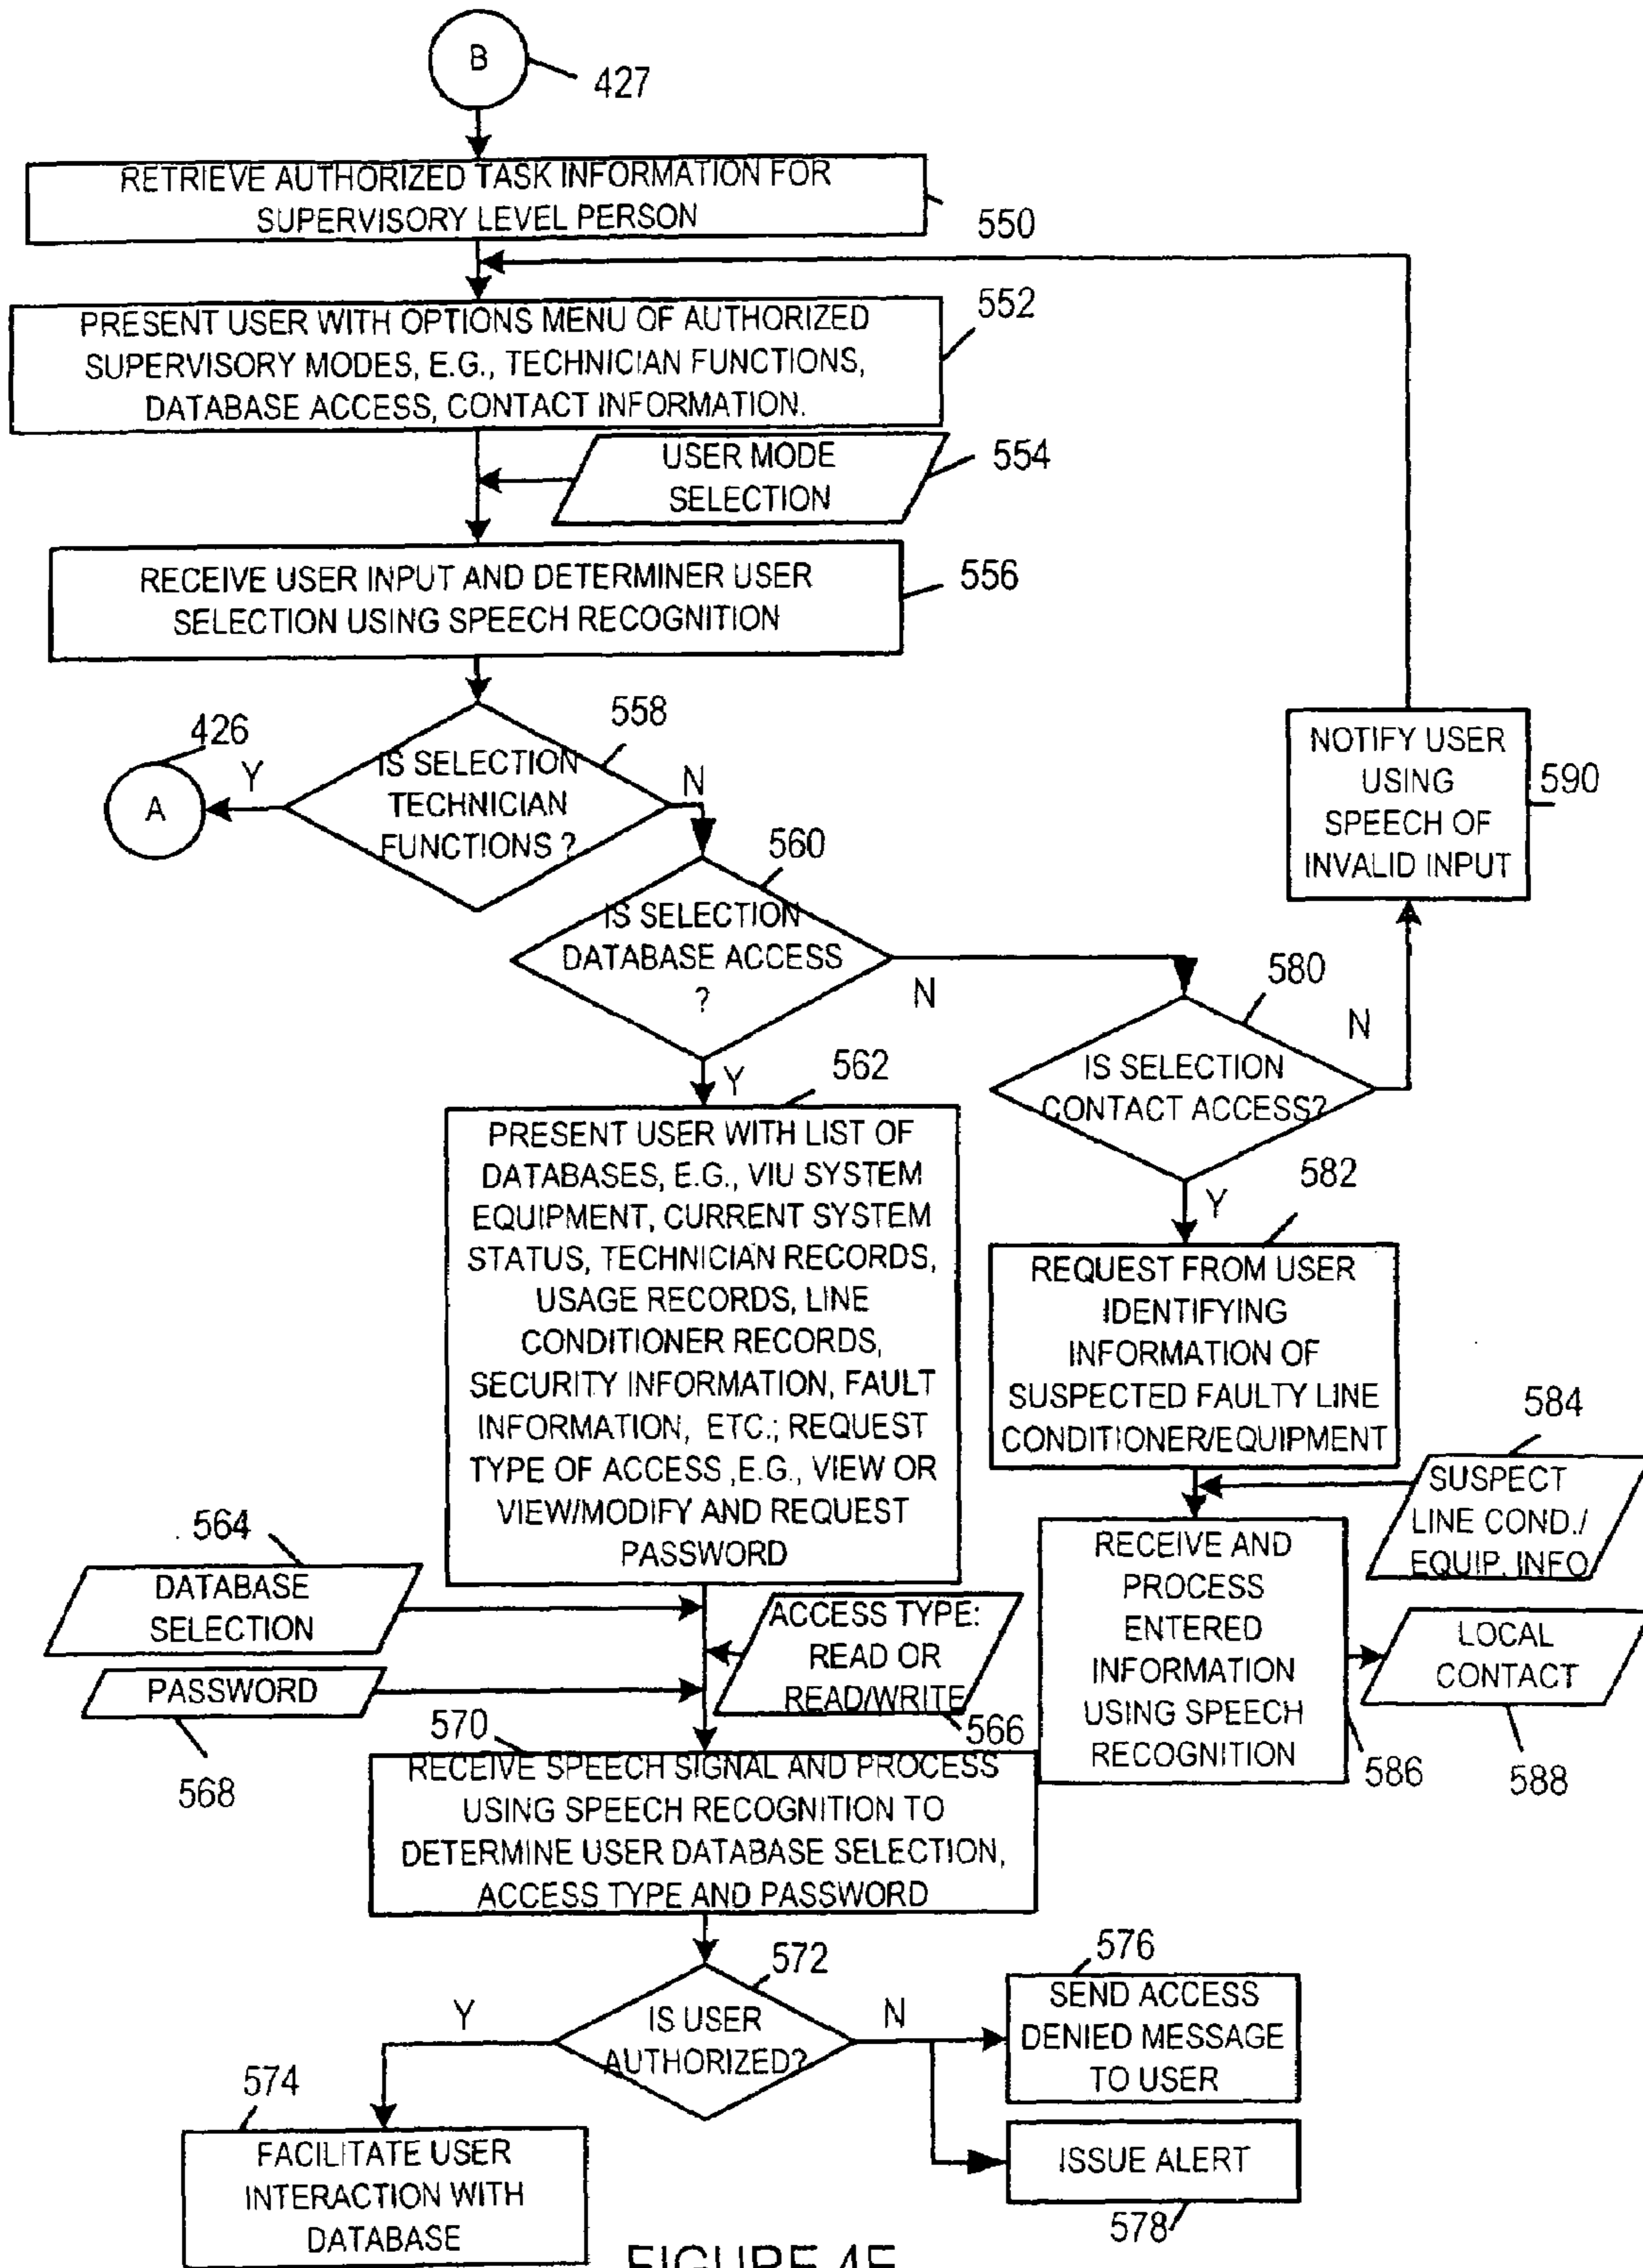 B
427
RETRIEVE AUTHORIZED TASK INFORMATION FOR
SUPERVISORY LEVEL PERSON
550
PRESENT USER WITH OPTIONS MENU OF AUTHORIZED
SUPERVISORY MODES, E.G., TECHNICIAN FUNCTIONS,
DATABASE ACCESS, CONTACT INFORMATION.
552
USER MODE
SELECTION
554
RECEIVE USER INPUT AND DETERMINER USER
SELECTION USING SPEECH RECOGNITION
556
IS SELECTION
TECHNICIAN
FUNCTIONS ?
558
Y
N
426
A
NOTIFY USER
USING
SPEECH OF
INVALID INPUT
590
IS SELECTION
DATABASE ACCESS
?
560
N
Y
IS SELECTION
CONTACT ACCESS?
580
N
Y
562
PRESENT USER WITH LIST OF
DATABASES, E.G., VIU SYSTEM
EQUIPMENT, CURRENT SYSTEM
STATUS, TECHNICIAN RECORDS,
USAGE RECORDS, LINE
CONDITIONER RECORDS,
SECURITY INFORMATION, FAULT
INFORMATION, ETC.; REQUEST
TYPE OF ACCESS ,E.G., VIEW OR
VIEW/MODIFY AND REQUEST
PASSWORD
582
REQUEST FROM USER
IDENTIFYING
INFORMATION OF
SUSPECTED FAULTY LINE
CONDITIONER/EQUIPMENT
584
SUSPECT
LINE COND./
EQUIP. INFO
RECEIVE AND
PROCESS
ENTERED
INFORMATION
USING SPEECH
RECOGNITION
586
LOCAL
CONTACT
588
564
DATABASE
SELECTION
ACCESS TYPE:
READ OR
READ/WRITE
566
PASSWORD
568
570
RECEIVE SPEECH SIGNAL AND PROCESS
USING SPEECH RECOGNITION TO
DETERMINE USER DATABASE SELECTION,
ACCESS TYPE AND PASSWORD
572
IS USER
AUTHORIZED?
Y
N
576
SEND ACCESS
DENIED MESSAGE
TO USER
ISSUE ALERT
578
574
FACILITATE USER
INTERACTION WITH
DATABASE